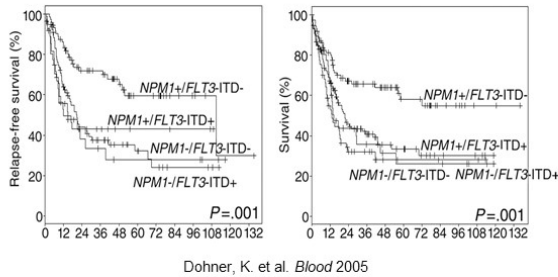 Relapse-free survival (%)
100
80
60
40
20
0
NPM1+/FLT3-ITD-
NPM1+/FLT3-ITD+
NPM1-/FLT3-ITD-
NPM1-/FLT3-ITD+
P=.001
0 12 24 36 48 60 72 84 96 108 120 132
Survival (%)
100
80
60
40
20
0
NPM1+/FLT3-ITD-
NPM1+/FLT3-ITD+
NPM1-/FLT3-ITD- NPM1-/FLT3-ITD+
P=.001
0 12 24 36 48 60 72 84 96 108 120 132
Dohner, K. et al. Blood 2005